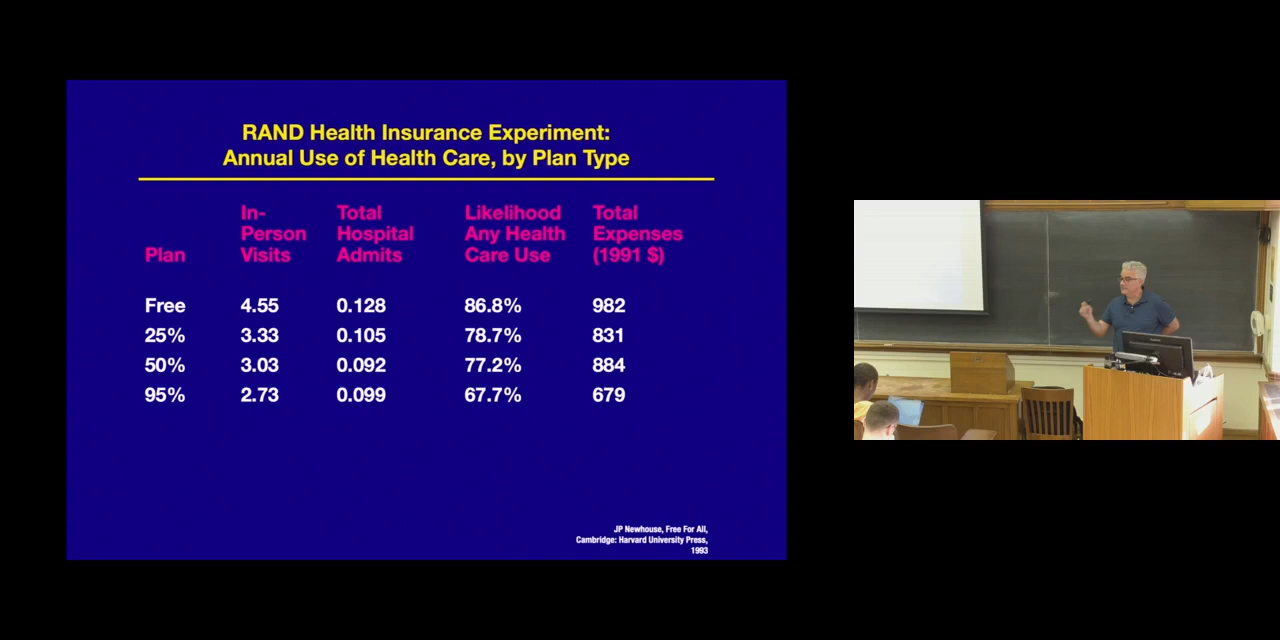 RAND Health Insurance Experiment:
Annual Use of Health Care, by Plan Type
Plan In-Person Visits Total Hospital Admits Likelihood Any Health Care Use Total Expenses (1991 $)
Free 4.55 0.128 86.8% 982
25% 3.33 0.105 78.7% 831
50% 3.03 0.092 77.2% 884
95% 2.73 0.099 67.7% 679
JP Newhouse, Free For All,
Cambridge: Harvard University Press,
1993